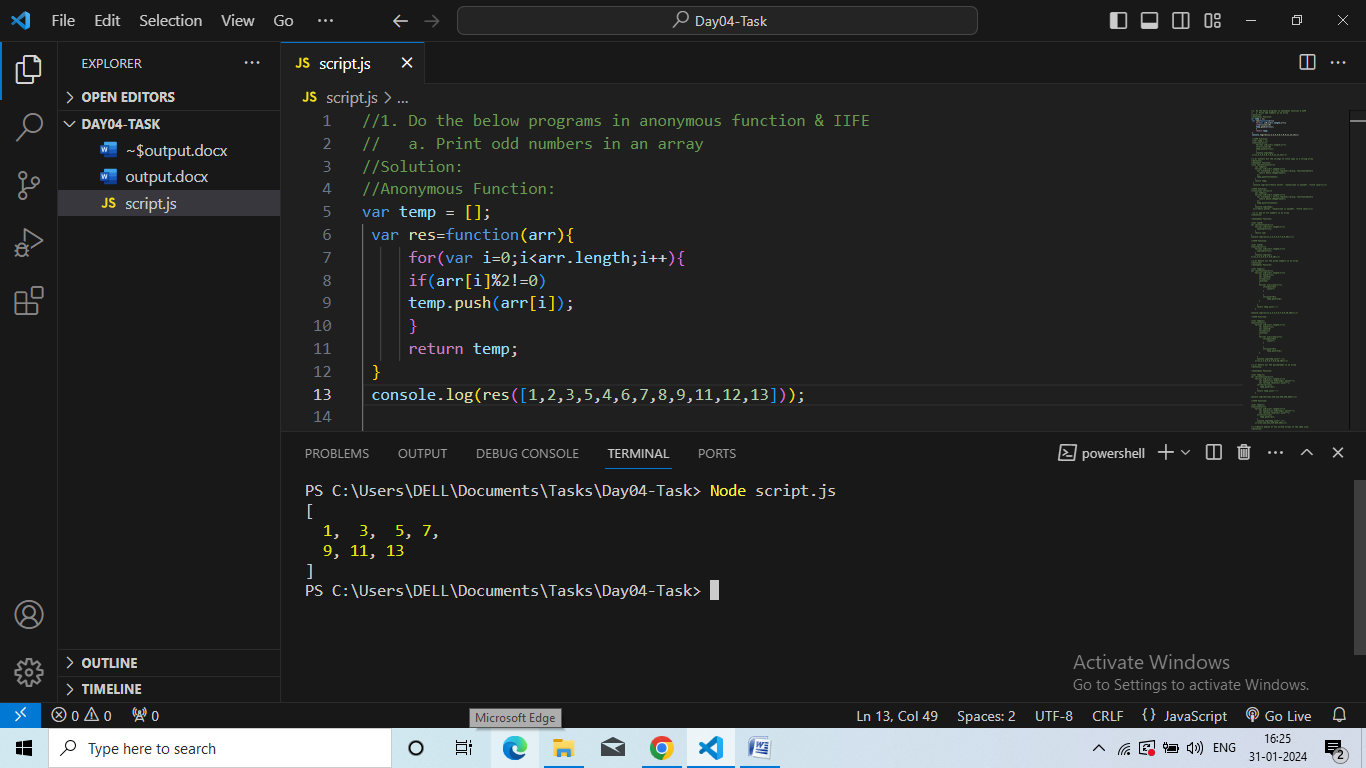 File Edit Selection View Go ···
Day04-Task
EXPLORER
OPEN EDITORS
DAY04-TASK
~$output.docx
output.docx
JS script.js
JS script.js
JS script.js > ...
1 //1. Do the below programs in anonymous function & IIFE
2 //   a. Print odd numbers in an array
3 //Solution:
4 //Anonymous Function:
5 var temp = [];
6  var res=function(arr){
7      for(var i=0;i<arr.length;i++){
8      if(arr[i]%2!=0)
9      temp.push(arr[i]);
10      }
11      return temp;
12  }
13  console.log(res([1,2,3,5,4,6,7,8,9,11,12,13]));
14
PROBLEMS OUTPUT DEBUG CONSOLE TERMINAL PORTS
powershell
PS C:\Users\DELL\Documents\Tasks\Day04-Task> Node script.js
[
  1,  3,  5, 7,
  9, 11, 13
]
PS C:\Users\DELL\Documents\Tasks\Day04-Task>
OUTLINE
TIMELINE
Activate Windows
Go to Settings to activate Windows.
0 0 0
Ln 13, Col 49 Spaces: 2 UTF-8 CRLF {} JavaScript Go Live
Microsoft Edge
Type here to search
ENG
16:25
31-01-2024
2